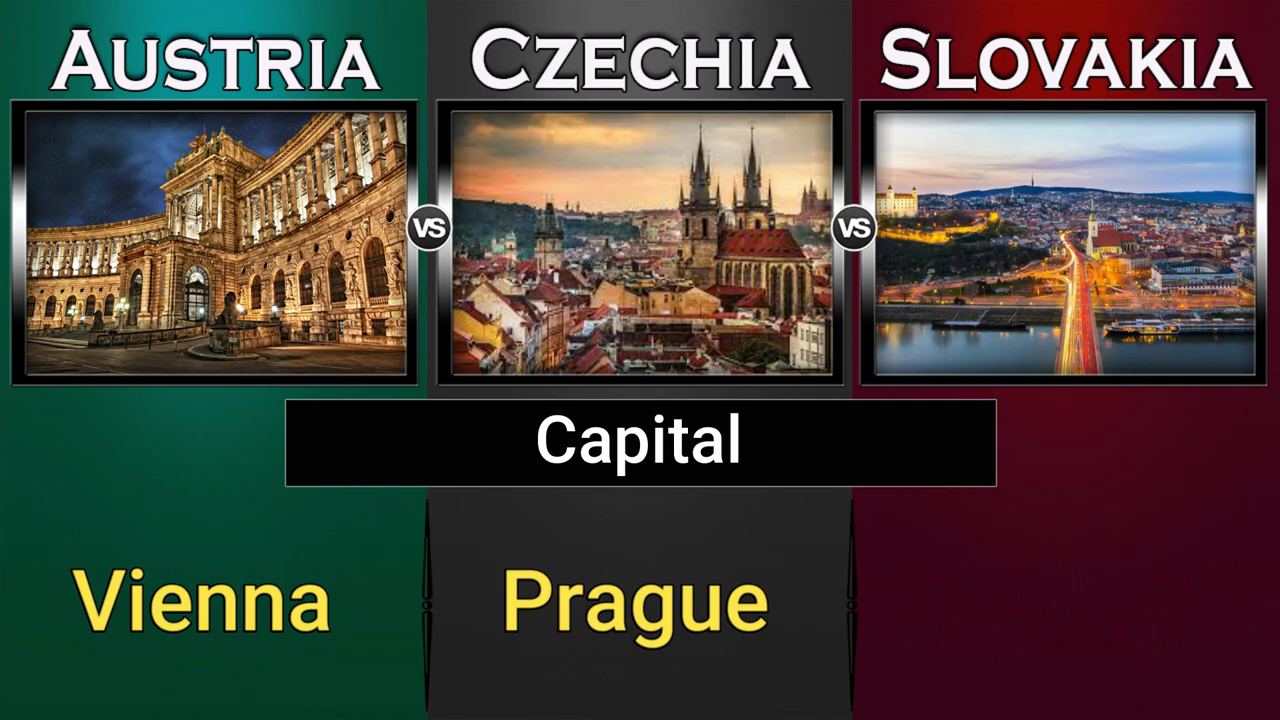 AUSTRIA
CZECHIA
SLOVAKIA
VS
VS
Capital
Vienna
Prague